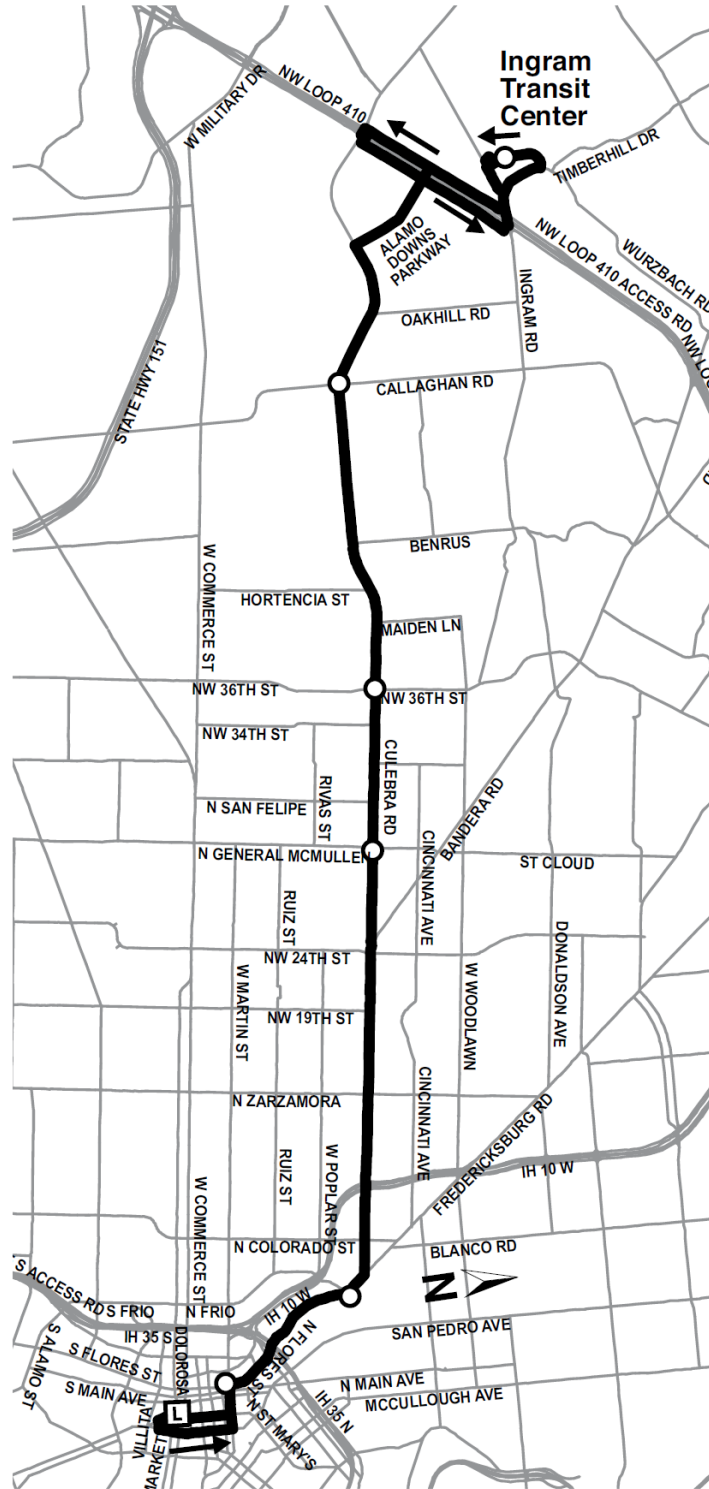 Ingram
Transit
Center
NW LOOP 410
W MILITARY DR
TIMBERHILL DR
ALAMO
DOWNS
PARKWAY
NW LOOP 410 ACCESS RD
WURZBACH RD
NW LOO
INGRAM RD
OAKHILL RD
STATE HWY 151
CALLAGHAN RD
BENRUS
W COMMERCE ST
HORTENCIA ST
MAIDEN LN
NW 36TH ST
NW 36TH ST
NW 34TH ST
CULEBRA RD
RIVAS ST
N SAN FELIPE
BANDERA RD
CINCINNATI AVE
N GENERAL MCMULLEN
ST CLOUD
RUIZ ST
NW 24TH ST
DONALDSON AVE
W MARTIN ST
W WOODLAWN
NW 19TH ST
CINCINNATI AVE
N ZARZAMORA
FREDERICKSBURG RD
RUIZ ST
W POPLAR ST
IH 10 W
W COMMERCE ST
N COLORADO ST
BLANCO RD
N
S ACCESS RD
S FRIO
N FRIO
IH 10 W
IH 35 S
DOLOROSA
N FLORES ST
SAN PEDRO AVE
S ALAMO ST
S FLORES ST
S MAIN AVE
N MAIN AVE
MCCULLOUGH AVE
IH 35 N
N ST MARY'S
L
VILLITA
MARKET